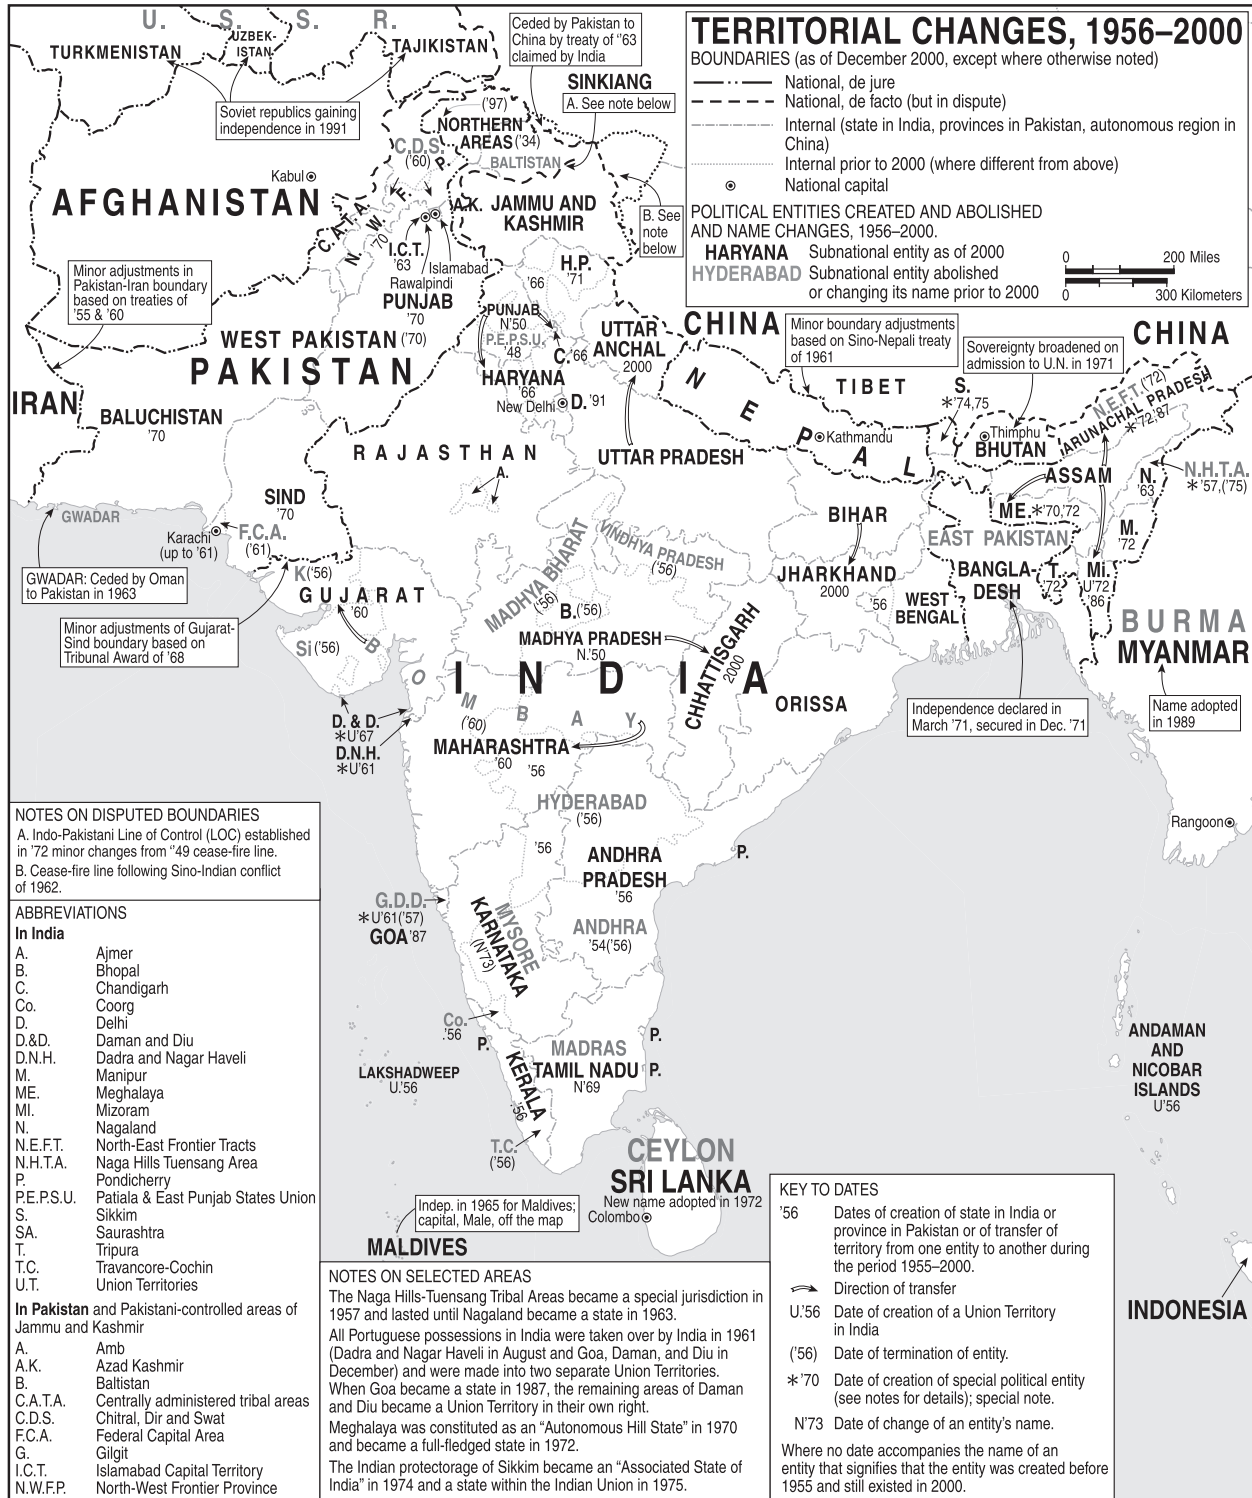 TERRITORIAL CHANGES, 1956–2000
BOUNDARIES (as of December 2000, except where otherwise noted)
National, de jure
National, de facto (but in dispute)
Internal (state in India, provinces in Pakistan, autonomous region in
China)
Internal prior to 2000 (where different from above)
National capital
POLITICAL ENTITIES CREATED AND ABOLISHED
AND NAME CHANGES, 1956–2000.
HARYANA Subnational entity as of 2000
HYDERABAD Subnational entity abolished
or changing its name prior to 2000
0 200 Miles
0 300 Kilometers
U. S. S. R.
TURKMENISTAN
UZBEK-
ISTAN
TAJIKISTAN
Soviet republics gaining
independence in 1991
Ceded by Pakistan to
China by treaty of '63
claimed by India
SINKIANG
A. See note below
B. See
note
below
('97)
NORTHERN
AREAS ('34)
C.D.S.
('60)
BALTISTAN
Kabul
AFGHANISTAN
C.A.T.A.
N. W. F. P.
'70
A.K.
JAMMU AND
KASHMIR
I.C.T.
'63
Islamabad
Rawalpindi
PUNJAB
'70
H.P.
'71
'66
Minor adjustments in
Pakistan-Iran boundary
based on treaties of
'55 & '60
WEST PAKISTAN ('70)
PAKISTAN
IRAN
BALUCHISTAN
'70
PUNJAB
N'50
P.E.P.S.U.
'48
C. '66
HARYANA
'66
New Delhi D. '91
UTTAR
ANCHAL
2000
CHINA
Minor boundary adjustments
based on Sino-Nepali treaty
of 1961
Sovereignty broadened on
admission to U.N. in 1971
CHINA
TIBET
S.
*'74,75
NEPAL
Kathmandu
Thimphu
BHUTAN
N.E.F.T. ('72)
ARUNACHAL PRADESH
*'72,'87
RAJASTHAN
A.
UTTAR PRADESH
ASSAM
N.
'63
N.H.T.A.
*'57,('75)
ME. *'70,'72
M.
'72
SIND
'70
GWADAR
Karachi
(up to '61)
F.C.A.
('61)
BIHAR
EAST PAKISTAN
MADHYA BHARAT
('56)
VINDHYA PRADESH
('56)
GWADAR: Ceded by Oman
to Pakistan in 1963
K('56)
GUJARAT
'60
JHARKHAND
2000
'56
WEST
BENGAL
BANGLA-
DESH
T.
'72
Mi.
U'72
'86
B. ('56)
Minor adjustments of Gujarat-
Sind boundary based on
Tribunal Award of '68
Si ('56)
MADHYA PRADESH
N.'50
CHHATTISGARH
2000
BURMA
MYANMAR
INDIA
BOMBAY
('60)
ORISSA
Name adopted
in 1989
Independence declared in
March '71, secured in Dec. '71
D. & D.
*U'67
D.N.H.
*U'61
MAHARASHTRA
'60
'56
HYDERABAD
('56)
Rangoon
'56
ANDHRA
PRADESH
'56
P.
NOTES ON DISPUTED BOUNDARIES
A. Indo-Pakistani Line of Control (LOC) established
in '72 minor changes from '49 cease-fire line.
B. Cease-fire line following Sino-Indian conflict
of 1962.
G.D.D.
*U'61('57)
GOA '87
MYSORE
KARNATAKA
(N'73)
ANDHRA
'54('56)
Co.
'56
P.
P.
MADRAS
TAMIL NADU
N'69
P.
LAKSHADWEEP
U.'56
KERALA
'56
T.C.
('56)
ANDAMAN
AND
NICOBAR
ISLANDS
U'56
CEYLON
SRI LANKA
New name adopted in 1972
Colombo
Indep. in 1965 for Maldives;
capital, Male, off the map
MALDIVES
INDONESIA
ABBREVIATIONS
In India
A. Ajmer
B. Bhopal
C. Chandigarh
Co. Coorg
D. Delhi
D.&D. Daman and Diu
D.N.H. Dadra and Nagar Haveli
M. Manipur
ME. Meghalaya
MI. Mizoram
N. Nagaland
N.E.F.T. North-East Frontier Tracts
N.H.T.A. Naga Hills Tuensang Area
P. Pondicherry
P.E.P.S.U. Patiala & East Punjab States Union
S. Sikkim
SA. Saurashtra
T. Tripura
T.C. Travancore-Cochin
U.T. Union Territories
In Pakistan and Pakistani-controlled areas of
Jammu and Kashmir
A. Amb
A.K. Azad Kashmir
B. Baltistan
C.A.T.A. Centrally administered tribal areas
C.D.S. Chitral, Dir and Swat
F.C.A. Federal Capital Area
G. Gilgit
I.C.T. Islamabad Capital Territory
N.W.F.P. North-West Frontier Province
NOTES ON SELECTED AREAS
The Naga Hills-Tuensang Tribal Areas became a special jurisdiction in
1957 and lasted until Nagaland became a state in 1963.
All Portuguese possessions in India were taken over by India in 1961
(Dadra and Nagar Haveli in August and Goa, Daman, and Diu in
December) and were made into two separate Union Territories.
When Goa became a state in 1987, the remaining areas of Daman
and Diu became a Union Territory in their own right.
Meghalaya was constituted as an “Autonomous Hill State” in 1970
and became a full-fledged state in 1972.
The Indian protectorage of Sikkim became an “Associated State of
India” in 1974 and a state within the Indian Union in 1975.
KEY TO DATES
'56 Dates of creation of state in India or
province in Pakistan or of transfer of
territory from one entity to another during
the period 1955–2000.
Direction of transfer
U.'56 Date of creation of a Union Territory
in India
('56) Date of termination of entity.
*'70 Date of creation of special political entity
(see notes for details); special note.
N'73 Date of change of an entity's name.
Where no date accompanies the name of an
entity that signifies that the entity was created before
1955 and still existed in 2000.